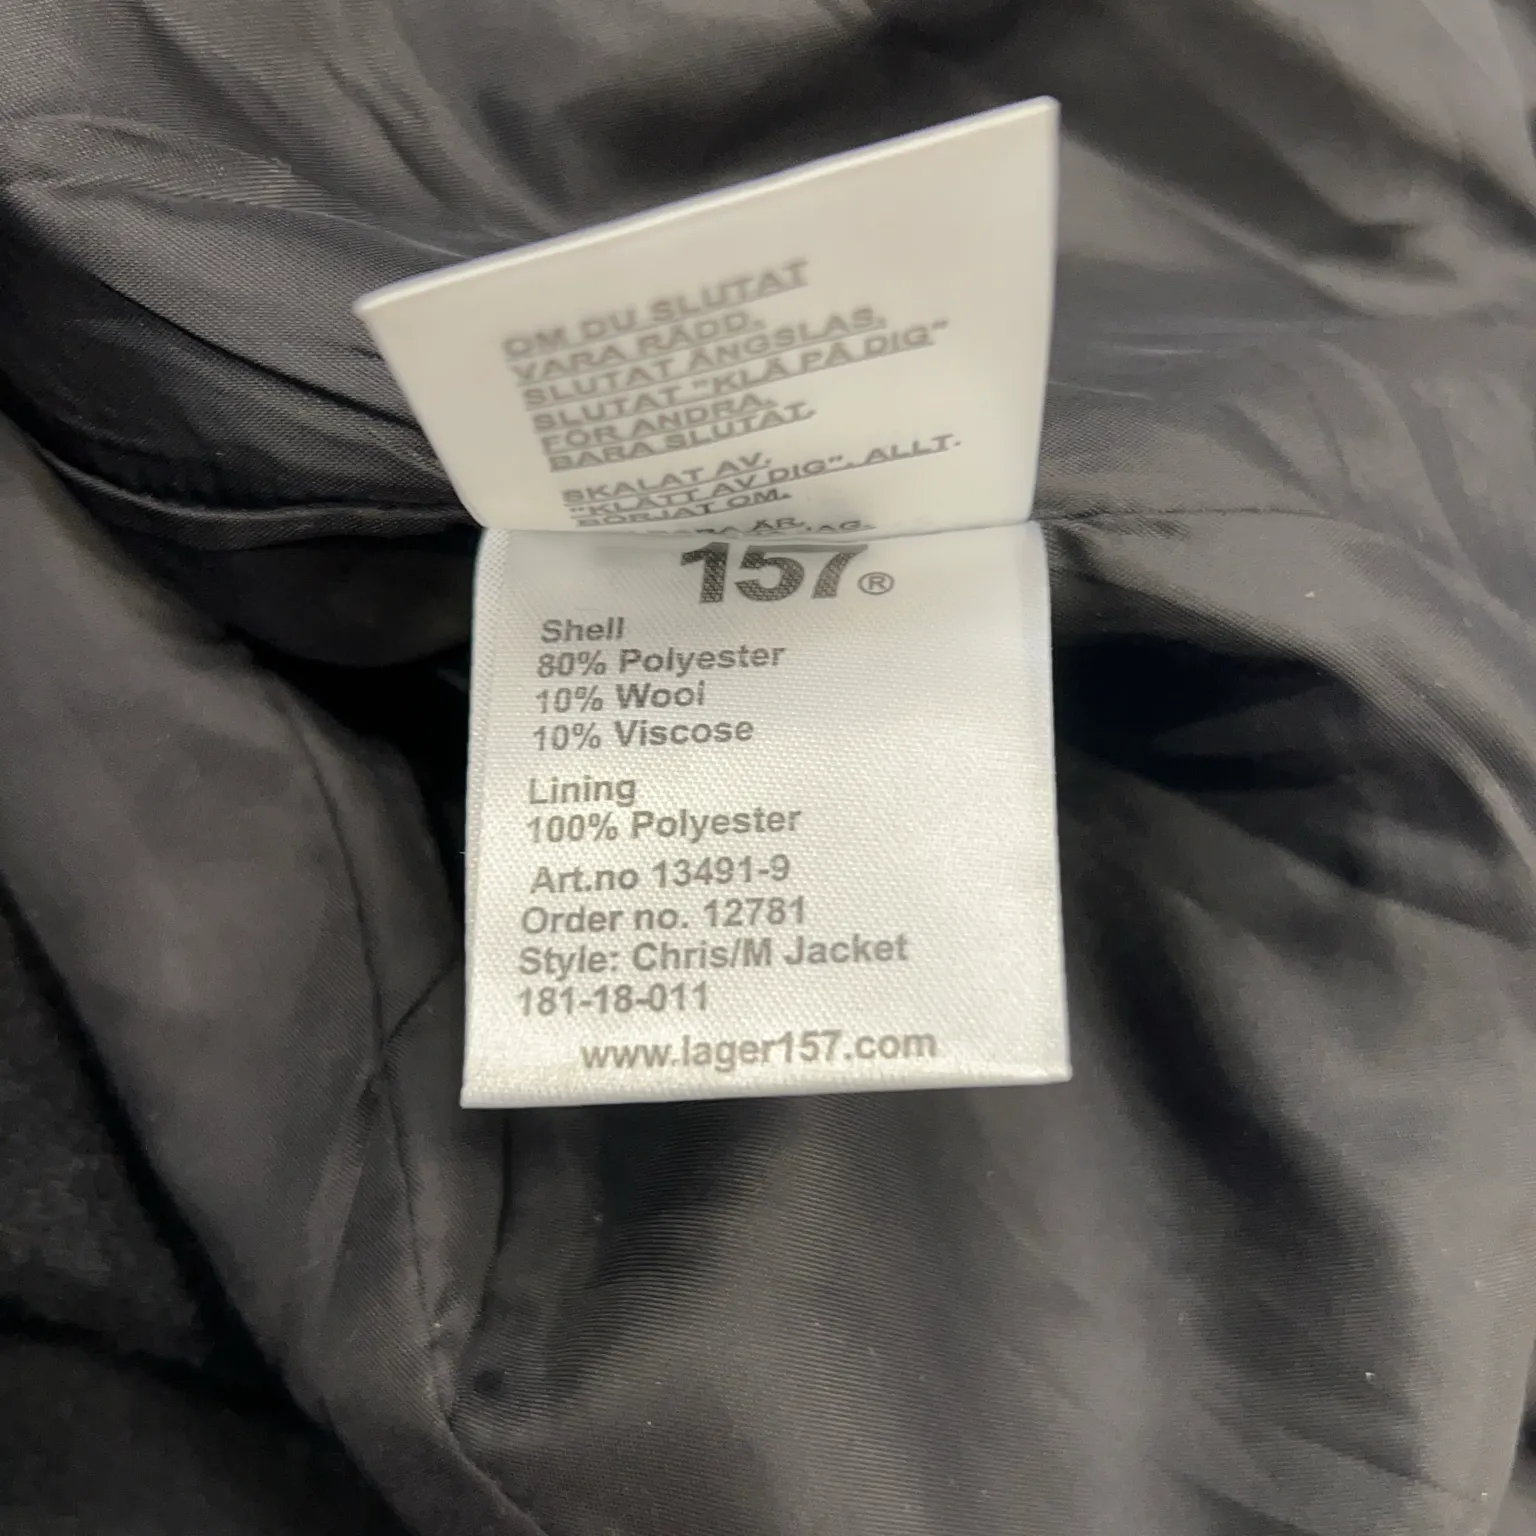 OM DU SLUTAT
VARA RÄDD.
SLUTAT ÄNGSLAS.
SLUTAT "KLÄ PÅ DIG"
FÖR ANDRA.
BARA SLUTAT.
SKALAT AV.
"KLÄTT AV DIG". ALLT.
BÖRJAT OM.
ÄR
157®
Shell
80% Polyester
10% Wool
10% Viscose
Lining
100% Polyester
Art.no 13491-9
Order no. 12781
Style: Chris/M Jacket
181-18-011
www.lager157.com